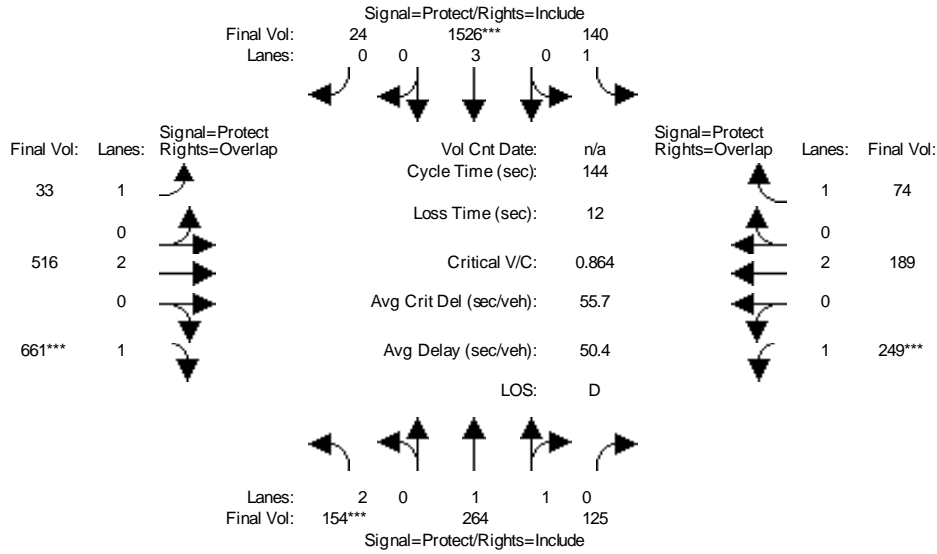 Signal=Protect/Rights=Include
Final Vol: 24 1526*** 140
Lanes: 0 0 3 0 1
Signal=Protect Signal=Protect
Final Vol: Lanes: Rights=Overlap Vol Cnt Date: n/a Rights=Overlap Lanes: Final Vol:
Cycle Time (sec): 144
33 1 1 74
Loss Time (sec): 12
0 0
516 2 Critical V/C: 0.864 2 189
0 Avg Crit Del (sec/veh): 55.7 0
661*** 1 Avg Delay (sec/veh): 50.4 1 249***
LOS: D
Lanes: 2 0 1 1 0
Final Vol: 154*** 264 125
Signal=Protect/Rights=Include